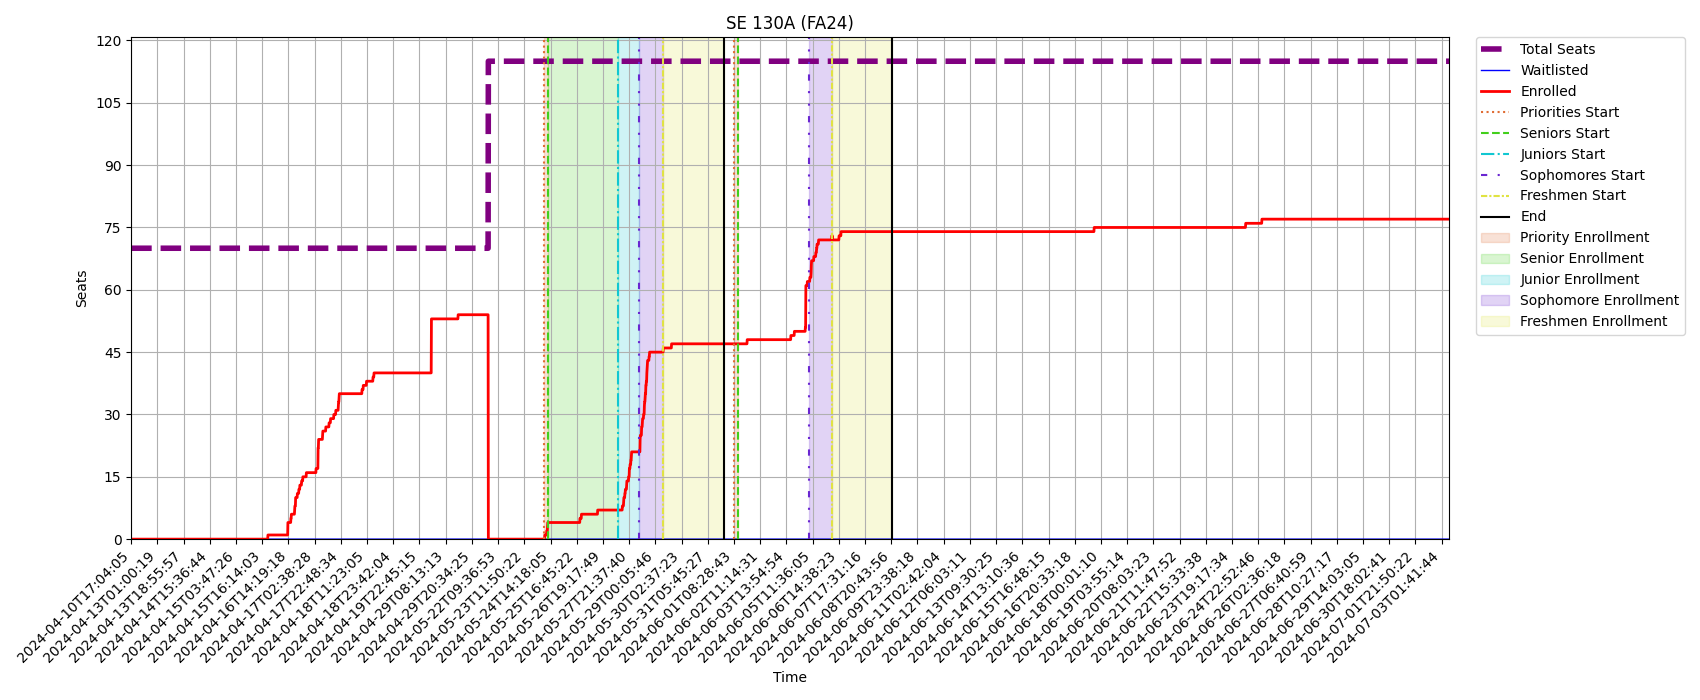 SE 130A (FA24)
120
105
90
75
60
45
30
15
0
Seats
2024-04-10T17:04:05
2024-04-13T01:00:19
2024-04-13T18:55:57
2024-04-14T15:36:44
2024-04-15T03:47:26
2024-04-15T16:14:03
2024-04-16T14:19:18
2024-04-17T02:38:28
2024-04-17T22:48:34
2024-04-18T11:23:05
2024-04-18T23:42:04
2024-04-19T22:45:15
2024-04-29T08:13:13
2024-04-29T20:34:25
2024-05-22T09:36:53
2024-05-23T11:50:22
2024-05-24T14:18:05
2024-05-25T16:45:22
2024-05-26T19:17:49
2024-05-27T21:37:40
2024-05-29T00:05:46
2024-05-30T02:37:23
2024-05-31T05:45:27
2024-06-01T08:28:43
2024-06-02T11:14:31
2024-06-03T13:54:54
2024-06-05T11:36:05
2024-06-06T14:38:23
2024-06-07T17:31:16
2024-06-08T20:43:56
2024-06-09T23:38:18
2024-06-11T02:42:04
2024-06-12T06:03:11
2024-06-13T09:30:25
2024-06-14T13:10:36
2024-06-15T16:48:15
2024-06-16T20:33:18
2024-06-18T00:01:10
2024-06-19T03:55:14
2024-06-20T08:03:23
2024-06-21T11:47:52
2024-06-22T15:33:38
2024-06-23T19:17:34
2024-06-24T22:52:46
2024-06-26T02:36:18
2024-06-27T06:40:59
2024-06-28T10:27:17
2024-06-29T14:03:05
2024-06-30T18:02:41
2024-07-01T21:50:22
2024-07-03T01:41:44
Time
Total Seats
Waitlisted
Enrolled
Priorities Start
Seniors Start
Juniors Start
Sophomores Start
Freshmen Start
End
Priority Enrollment
Senior Enrollment
Junior Enrollment
Sophomore Enrollment
Freshmen Enrollment